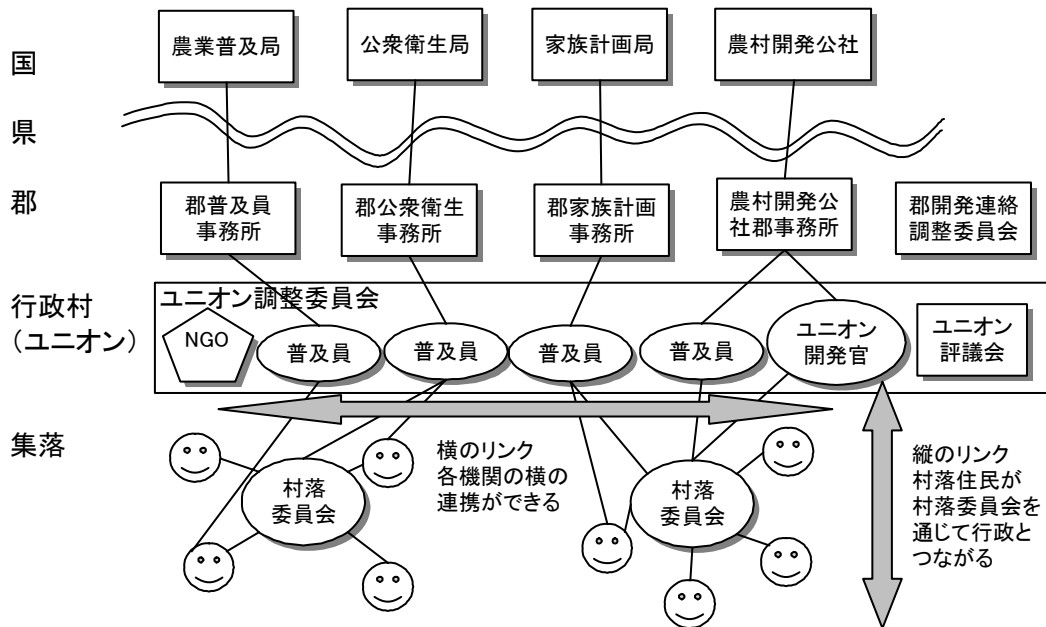 国
農業普及局
公衆衛生局
家族計画局
農村開発公社
県
郡
郡普及員
事務所
郡公衆衛生
事務所
郡家族計画
事務所
農村開発公
社郡事務所
郡開発連絡
調整委員会
行政村
(ユニオン)
ユニオン調整委員会
NGO
普及員
普及員
普及員
普及員
ユニオン
開発官
ユニオン
評議会
集落
村落
委員会
横のリンク
各機関の横の
連携ができる
村落
委員会
縦のリンク
村落住民が
村落委員会を
通じて行政と
つながる